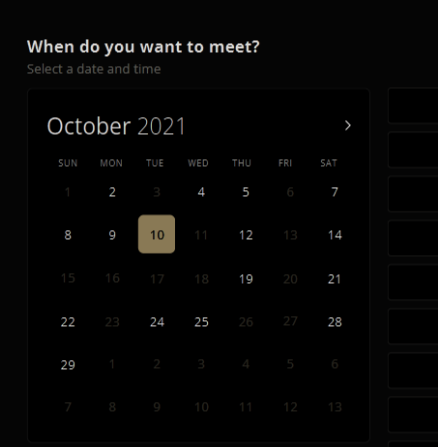 When do you want to meet?
Select a date and time
October 2021 >
SUN MON TUE WED THU FRI SAT
1 2 3 4 5 6 7
8 9 10 11 12 13 14
15 16 17 18 19 20 21
22 23 24 25 26 27 28
29 1 2 3 4 5 6
7 8 9 10 11 12 13